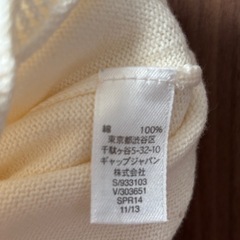 綿 100%
東京都渋谷区
千駄ケ谷5-32-10
ギャップジャパン
株式会社
S/933103
V/303651
SPR14
11/13